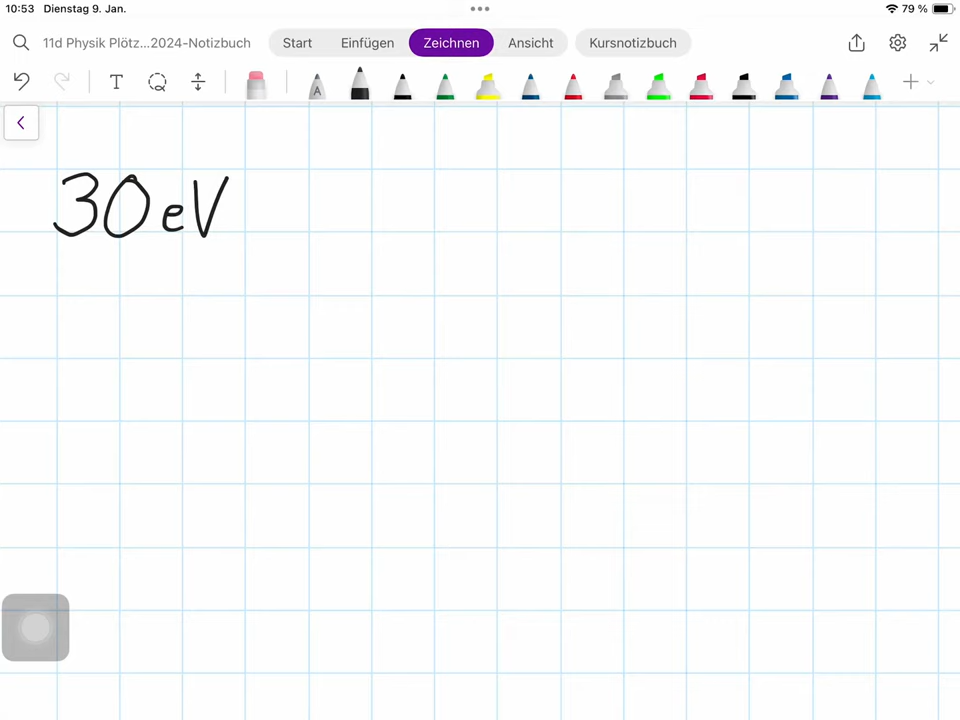 10:53 Dienstag 9. Jan. 79 %
11d Physik Plötz...2024-Notizbuch Start Einfügen Zeichnen Ansicht Kursnotizbuch
T A
30 eV